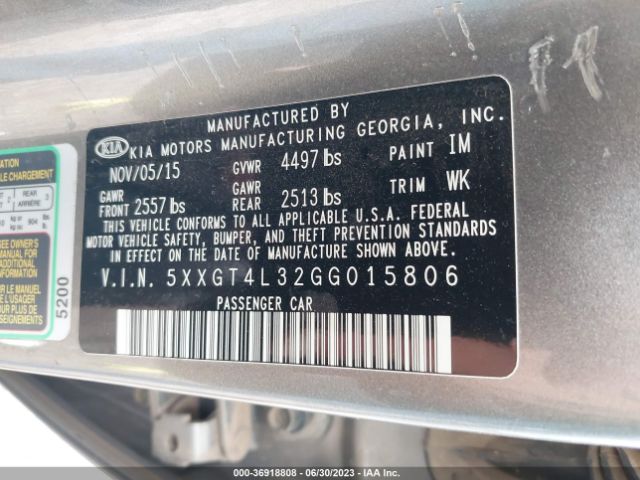 MANUFACTURED BY
KIA KIA MOTORS MANUFACTURING GEORGIA, INC.
NOV/05/15 GVWR 4497 lbs PAINT IM
GAWR FRONT 2557 lbs GAWR REAR 2513 lbs TRIM WK
THIS VEHICLE CONFORMS TO ALL APPLICABLE U.S.A. FEDERAL
MOTOR VEHICLE SAFETY, BUMPER, AND THEFT PREVENTION STANDARDS
IN EFFECT ON THE DATE OF MANUFACTURE SHOWN ABOVE.
V.I.N. 5XXGT4L32GG015806
PASSENGER CAR
CHARGEMENT
REAR 3
ARRIÈRE
kg or
lbs
SEE OWNER'S
MANUAL FOR
ADDITIONAL
INFORMATION
LE MANUEL
DE L'USAGER
POUR PLUS DE
5200
000-36918808 - 06/30/2023 - IAA Inc.